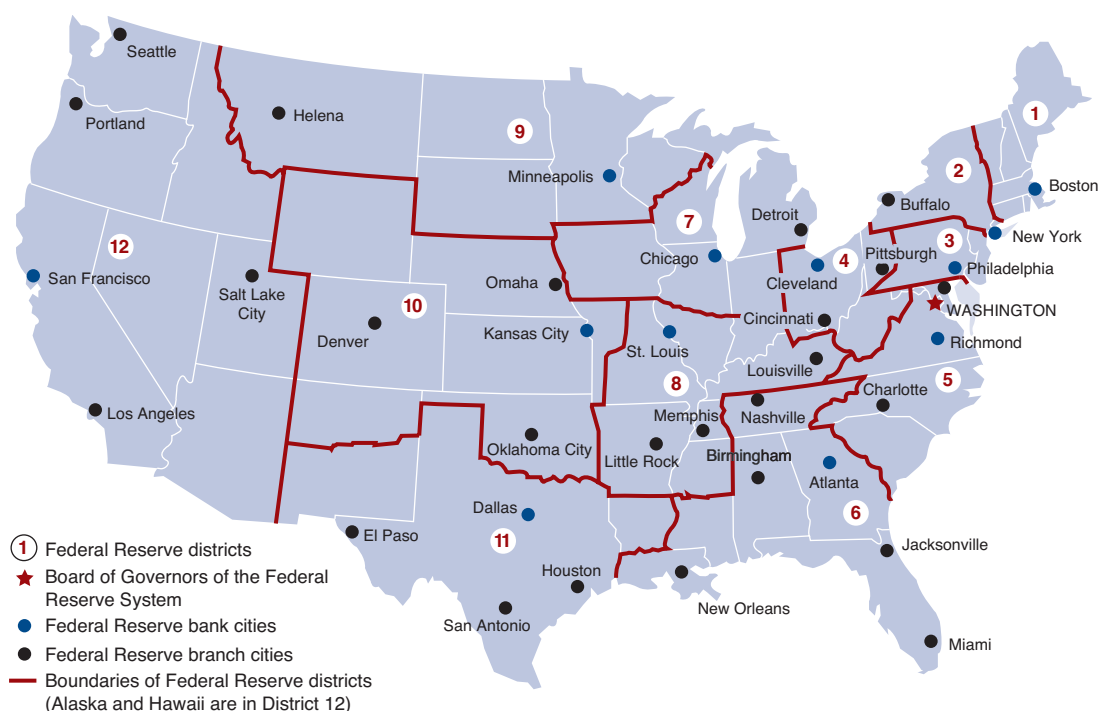 Seattle
Portland
Helena
9
1
Minneapolis
2
Boston
Buffalo
7
Detroit
New York
12
3
Pittsburgh
4
San Francisco
Chicago
Philadelphia
Cleveland
Salt Lake
City
Omaha
10
WASHINGTON
Cincinnati
Denver
Kansas City
St. Louis
Richmond
Louisville
8
5
Los Angeles
Charlotte
Memphis
Nashville
Oklahoma City
Little Rock
Birmingham
Atlanta
Dallas
6
El Paso
11
Jacksonville
Houston
New Orleans
San Antonio
Miami
1 Federal Reserve districts
Board of Governors of the Federal
Reserve System
Federal Reserve bank cities
Federal Reserve branch cities
Boundaries of Federal Reserve districts
(Alaska and Hawaii are in District 12)